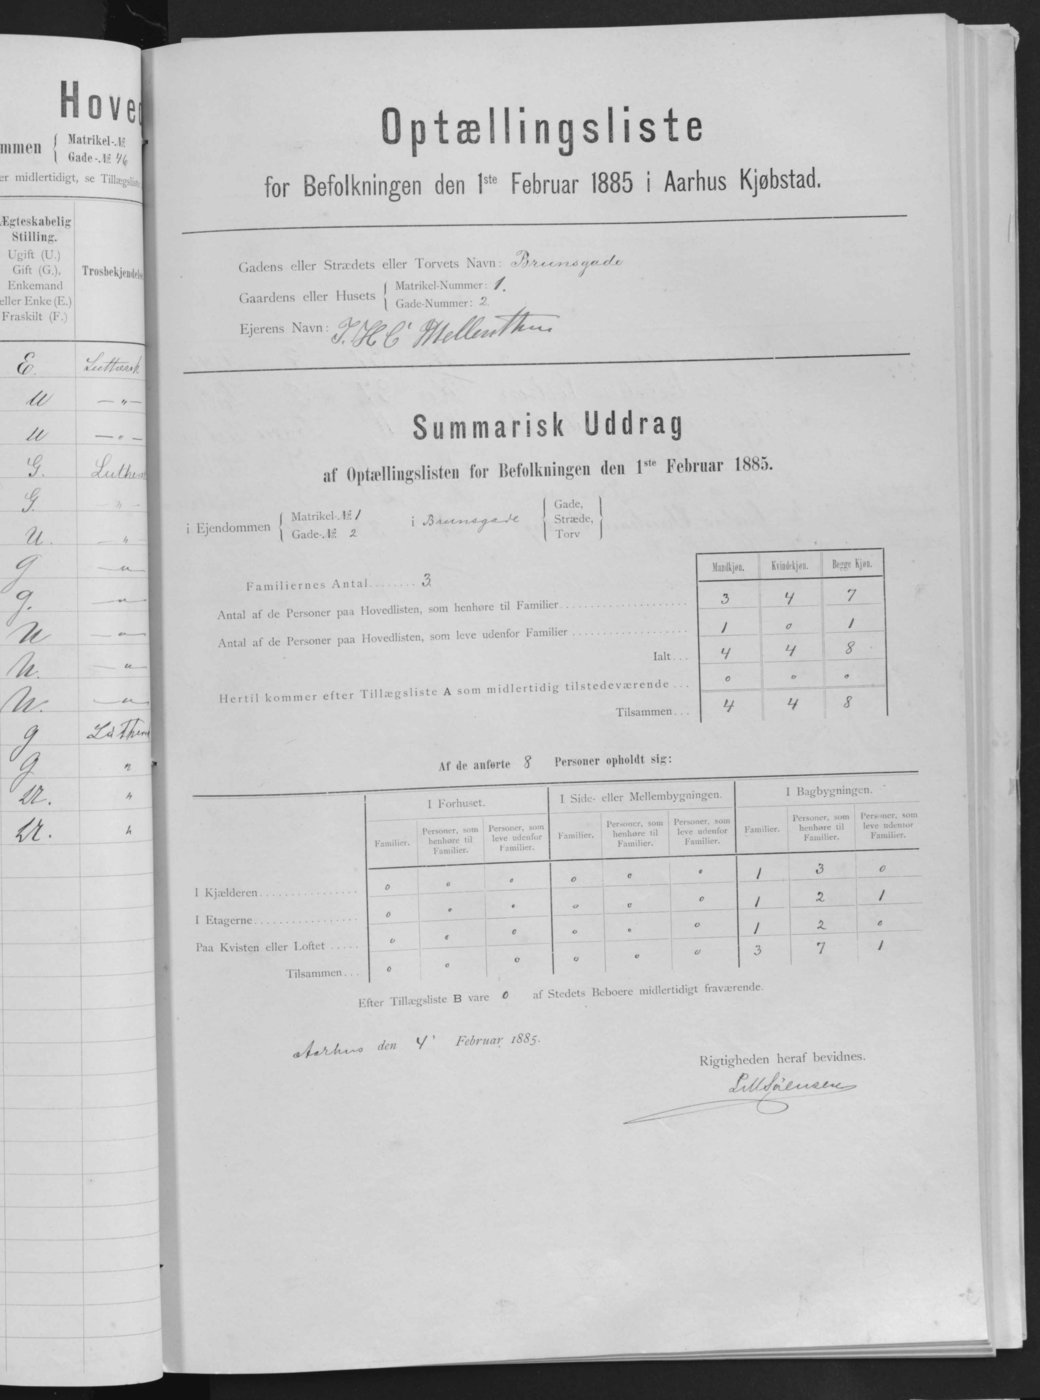 Hoved
mmen
Matrikel-№
Gade-№ 46
er midlertidigt, se Tillægsliste
Ægteskabelig
Stilling.
Ugift (U.)
Gift (G.),
Enkemand
eller Enke (E.)
Fraskilt (F.)
Trosbekjendelse
E.
U — " —
U — " —
G.
G. "
U. "
g — " —
g. — " —
U — " —
U. — " —
U. — " —
g
g "
U. "
U. "
Optællingsliste
for Befolkningen den 1ste Februar 1885 i Aarhus Kjøbstad.
Gadens eller Strædets eller Torvets Navn: Brunsgade
Gaardens eller Husets { Matrikel-Nummer: 1.
Gade-Nummer: 2.
Ejerens Navn: J. H C Mellenthin
Summarisk Uddrag
af Optællingslisten for Befolkningen den 1ste Februar 1885.
i Ejendommen { Matrikel-№ 1
Gade-№ 2
i Brunsgade { Gade,
Stræde,
Torv }
Mandkjøn. Kvindekjøn. Begge Kjøn.
Familiernes Antal........ 3
Antal af de Personer paa Hovedlisten, som henhøre til Familier 3 4 7
Antal af de Personer paa Hovedlisten, som leve udenfor Familier 1 0 1
Ialt... 4 4 8
Hertil kommer efter Tillægsliste A som midlertidig tilstedeværende ... 0 0 0
Tilsammen... 4 4 8
Af de anførte 8 Personer opholdt sig:
I Forhuset. I Side- eller Mellembygningen. I Bagbygningen.
Familier. Personer, som henhøre til Familier. Personer, som leve udenfor Familier. Familier. Personer, som henhøre til Familier. Personer, som leve udenfor Familier. Familier. Personer, som henhøre til Familier. Personer, som leve udenfor Familier.
I Kjælderen 0 0 0 0 0 0 1 3 0
I Etagerne 0 0 0 0 0 0 1 2 1
Paa Kvisten eller Loftet 0 0 0 0 0 0 1 2 0
Tilsammen... 0 0 0 0 0 0 3 7 1
Efter Tillægsliste B vare 0 af Stedets Beboere midlertidigt fraværende.
Aarhus den 4' Februar 1885.
Rigtigheden heraf bevidnes.
Sørensen